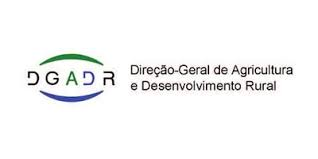 DGADR
Direção-Geral de Agricultura
e Desenvolvimento Rural